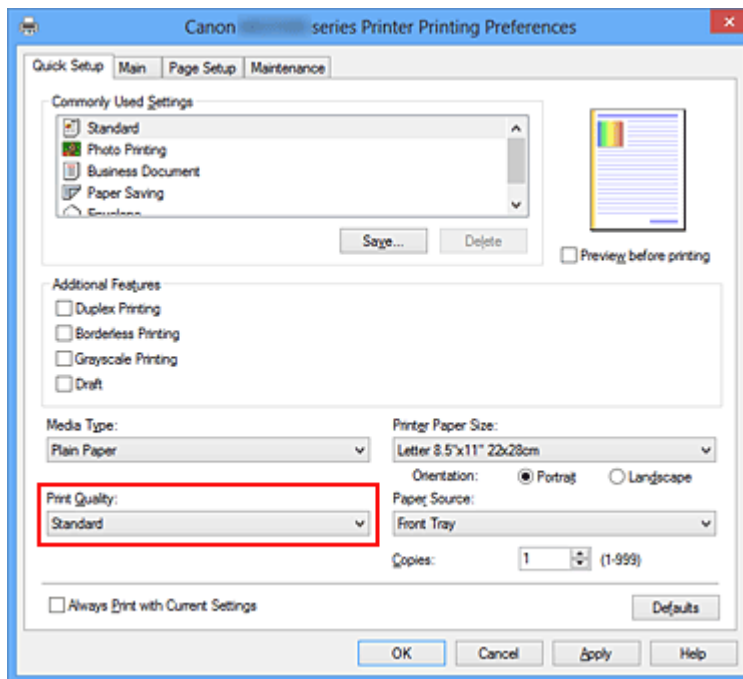 Canon series Printer Printing Preferences
Quick Setup Main Page Setup Maintenance
Commonly Used Settings
Standard
Photo Printing
Business Document
Paper Saving
Envelope
Save... Delete
Preview before printing
Addtional Features
Duplex Printing
Borderless Printing
Grayscale Printing
Draft
Media Type:
Plain Paper
Printer Paper Size:
Letter 8.5"x11" 22x28cm
Orientation: Portrait Landscape
Print Quality:
Standard
Paper Source:
Front Tray
Copies: 1 (1-999)
Always Print with Current Settings
Defaults
OK Cancel Apply Help